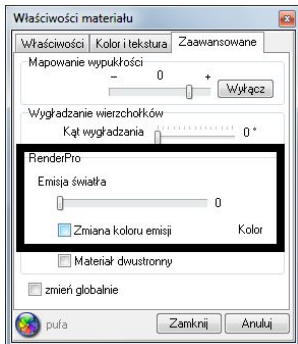 Właściwości materiału
Właściwości Kolor i tekstura Zaawansowane
Mapowanie wypukłości
- 0 +
Wyłącz
Wygładzanie wierzchołków
Kąt wygładzania 0 °
RenderPro
Emisja światła
0
Zmiana koloru emisji Kolor
Materiał dwustronny
zmień globalnie
pufa Zamknij Anuluj